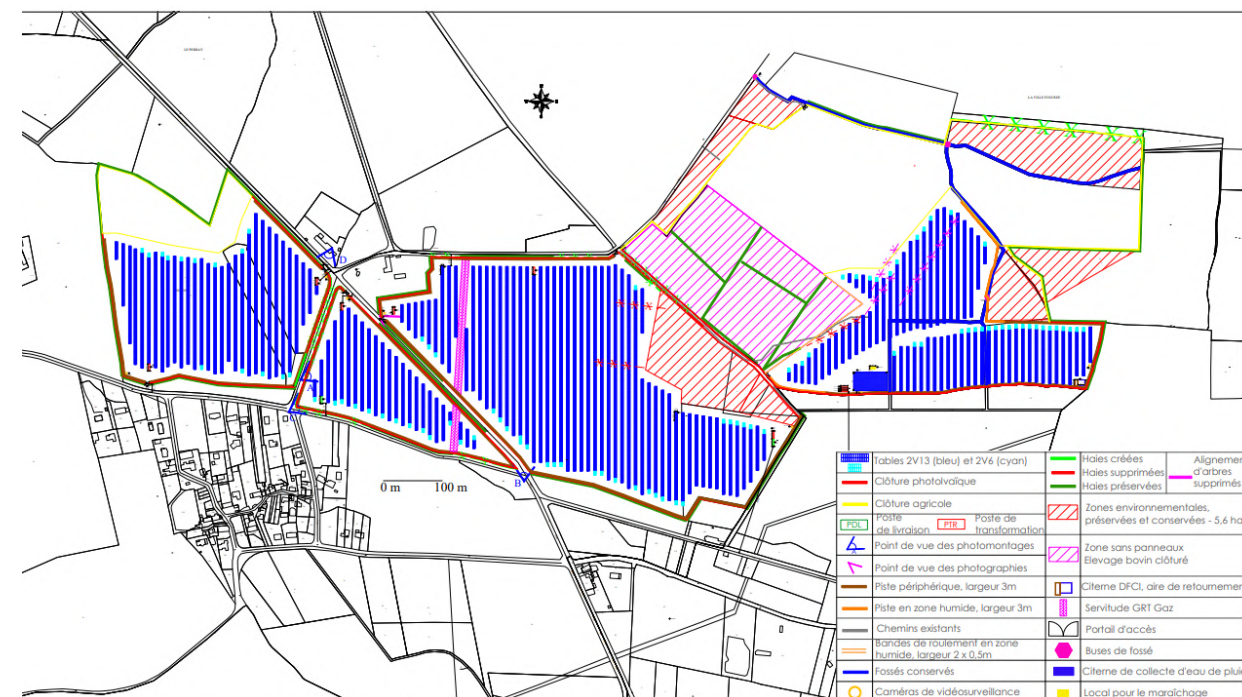 D
A
C
B
0 m 100 m
Tables 2V13 (bleu) et 2V6 (cyan)
Clôture photolvaïque
Clôture agricole
PDL Poste
de livraison
PTR Poste de
transformation
Point de vue des photomontages
Point de vue des photographies
Piste périphérique, largeur 3m
Piste en zone humide, largeur 3m
Chemins existants
Bandes de roulement en zone
humide, largeur 2 x 0,5m
Fossés conservés
Caméras de vidéosurveillance
Haies créées
Haies supprimées
Haies préservées
Alignemen
d'arbres
supprimés
Zones environnementales,
préservées et conservées - 5,6 ha
Zone sans panneaux
Elevage bovin clôturé
Citerne DFCI, aire de retournemen
Servitude GRT Gaz
Portail d'accès
Buses de fossé
Citerne de collecte d'eau de pluie
Local pour le maraîchage